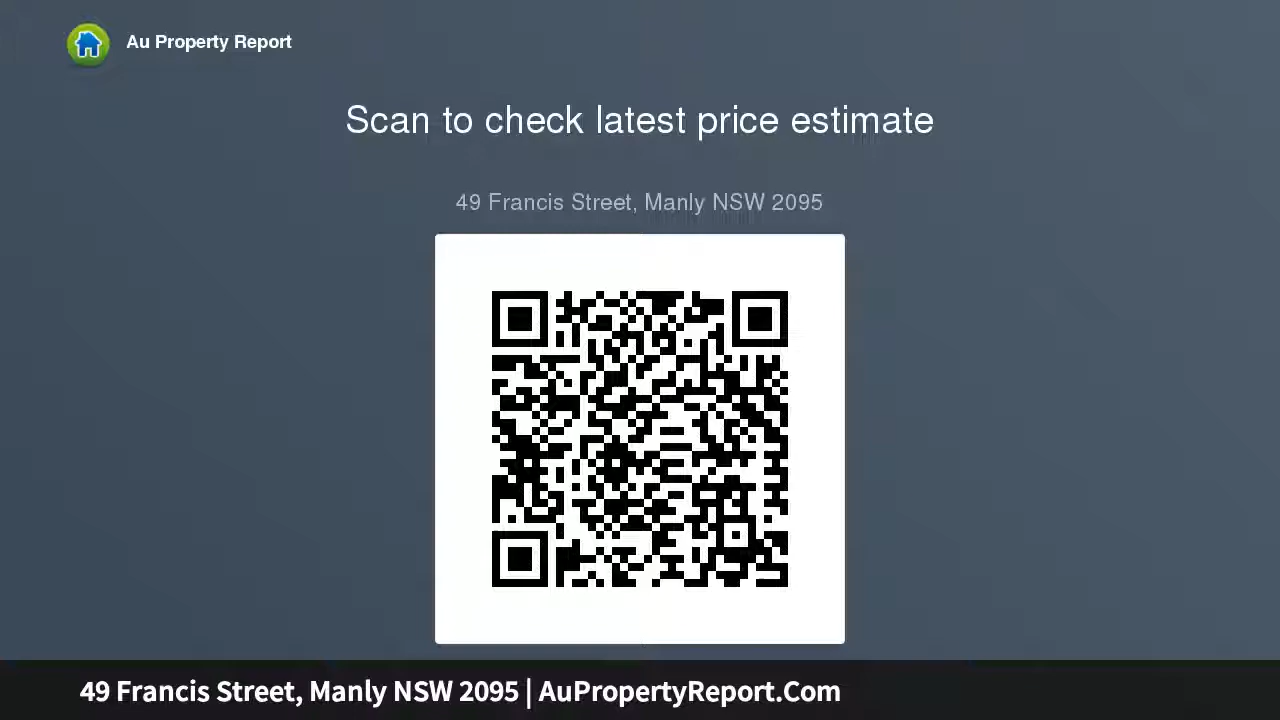 Au Property Report
Scan to check latest price estimate
49 Francis Street, Manly NSW 2095
49 Francis Street, Manly NSW 2095 | AuPropertyReport.Com